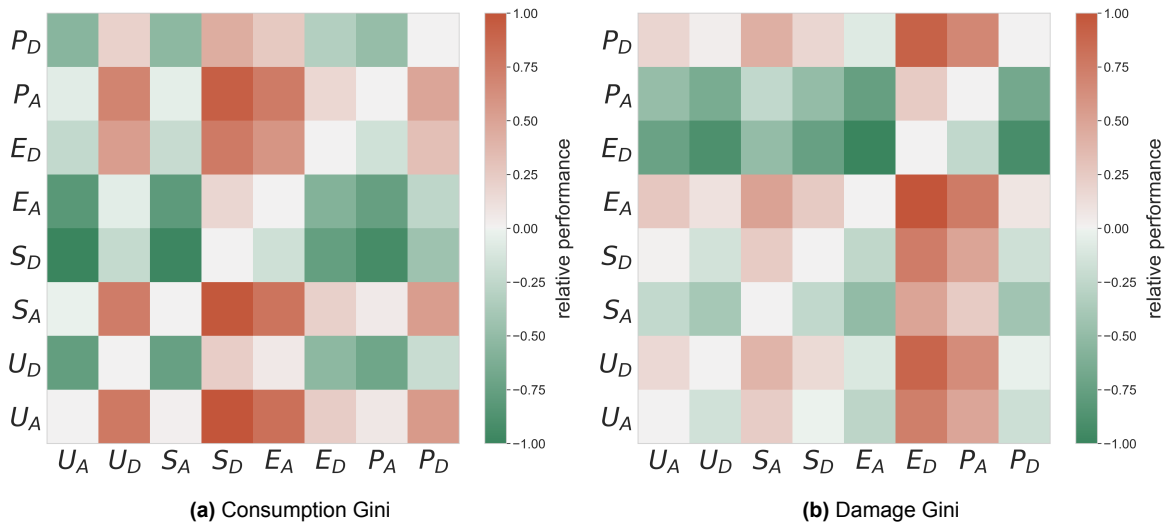 P_D
P_A
E_D
E_A
S_D
S_A
U_D
U_A
U_A U_D S_A S_D E_A E_D P_A P_D
1.00
0.75
0.50
0.25
0.00
−0.25
−0.50
−0.75
−1.00
relative performance
(a) Consumption Gini
P_D
P_A
E_D
E_A
S_D
S_A
U_D
U_A
U_A U_D S_A S_D E_A E_D P_A P_D
1.00
0.75
0.50
0.25
0.00
−0.25
−0.50
−0.75
−1.00
relative performance
(b) Damage Gini